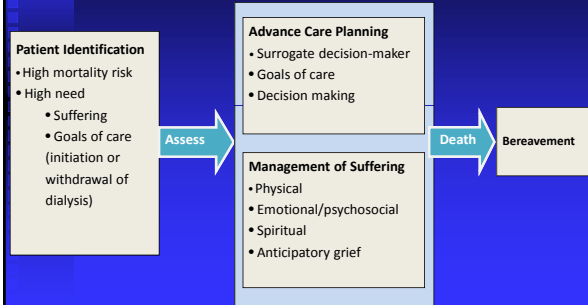 Patient Identification
•High mortality risk
• High need
• Suffering
• Goals of care
(initiation or
withdrawal of
dialysis)
Assess
Advance Care Planning
• Surrogate decision-maker
• Goals of care
• Decision making
Management of Suffering
•Physical
• Emotional/psychosocial
• Spiritual
• Anticipatory grief
Death
Bereavement